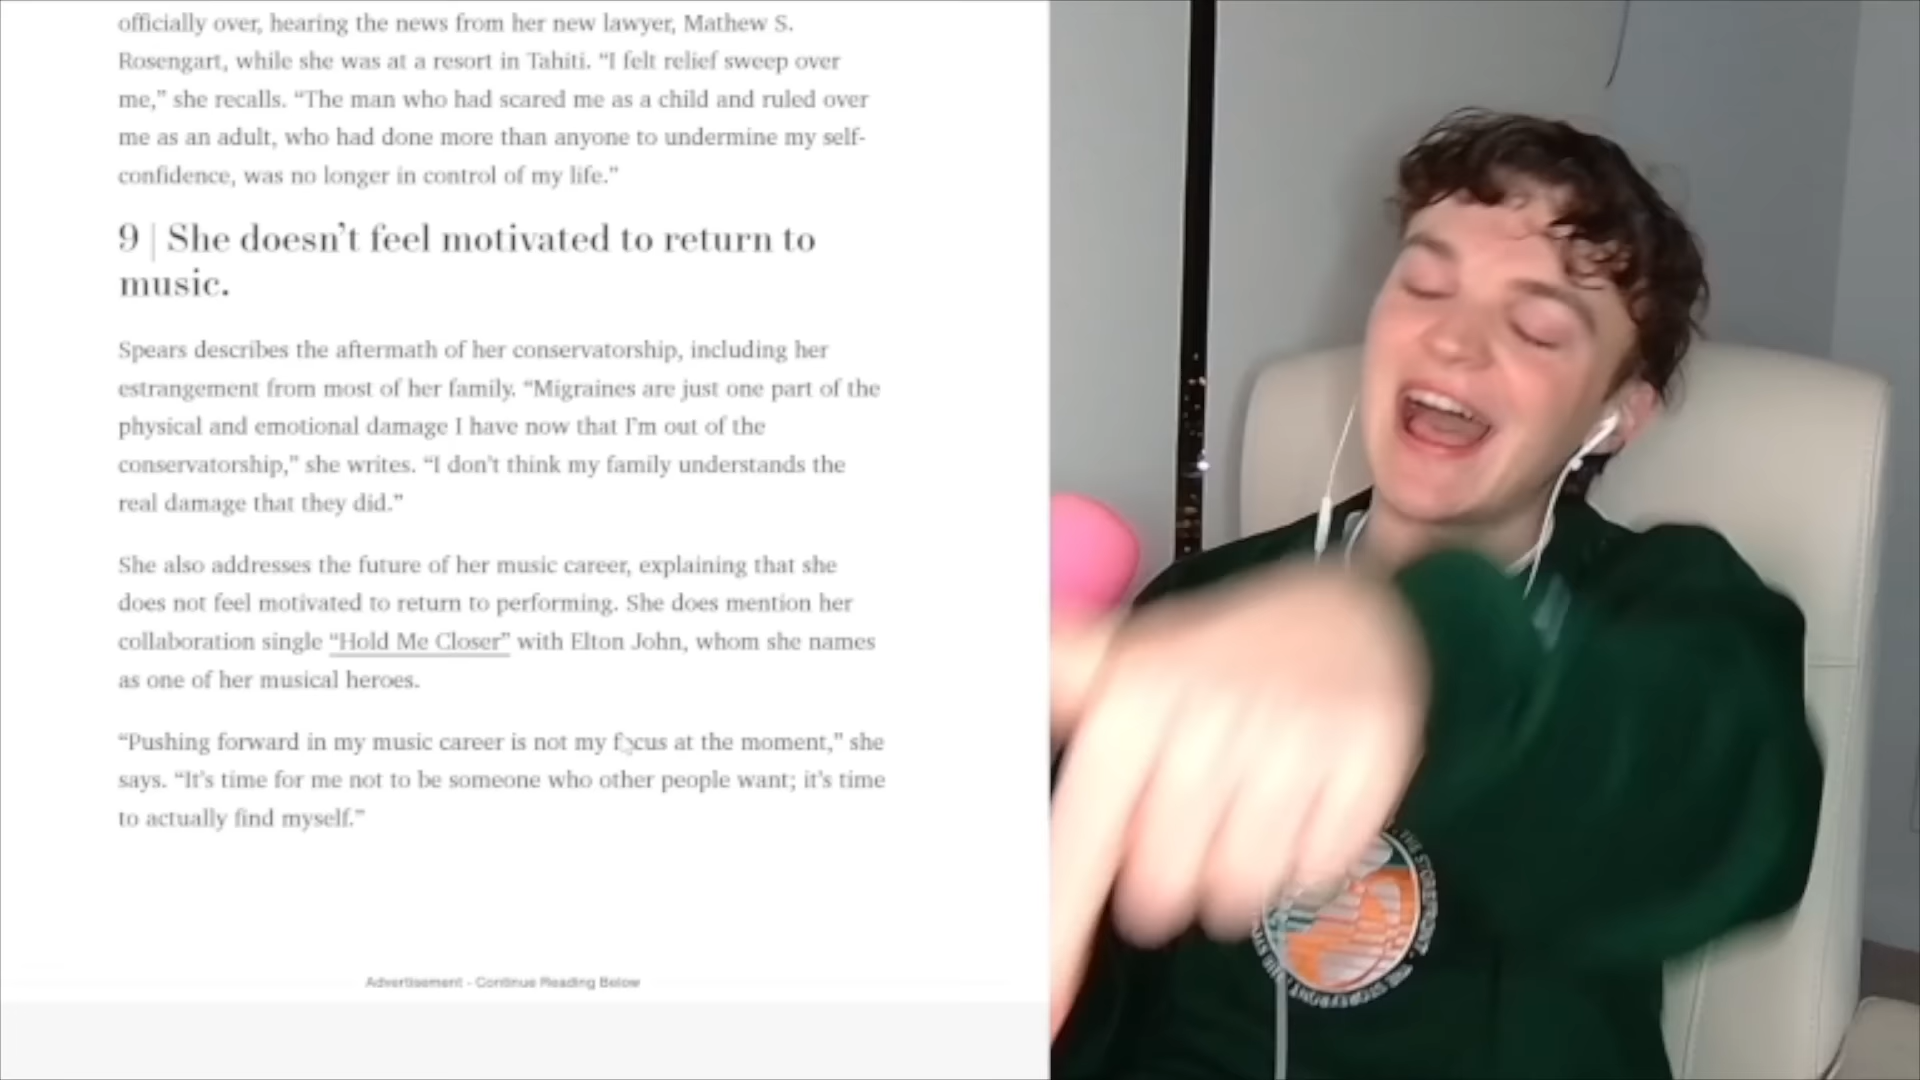 officially over, hearing the news from her new lawyer, Mathew S.
Rosengart, while she was at a resort in Tahiti. “I felt relief sweep over
me,” she recalls. “The man who had scared me as a child and ruled over
me as an adult, who had done more than anyone to undermine my self-
confidence, was no longer in control of my life.”
9 | She doesn’t feel motivated to return to
music.
Spears describes the aftermath of her conservatorship, including her
estrangement from most of her family. “Migraines are just one part of the
physical and emotional damage I have now that I’m out of the
conservatorship,” she writes. “I don’t think my family understands the
real damage that they did.”
She also addresses the future of her music career, explaining that she
does not feel motivated to return to performing. She does mention her
collaboration single “Hold Me Closer” with Elton John, whom she names
as one of her musical heroes.
“Pushing forward in my music career is not my focus at the moment,” she
says. “It’s time for me not to be someone who other people want; it’s time
to actually find myself.”
Advertisement - Continue Reading Below